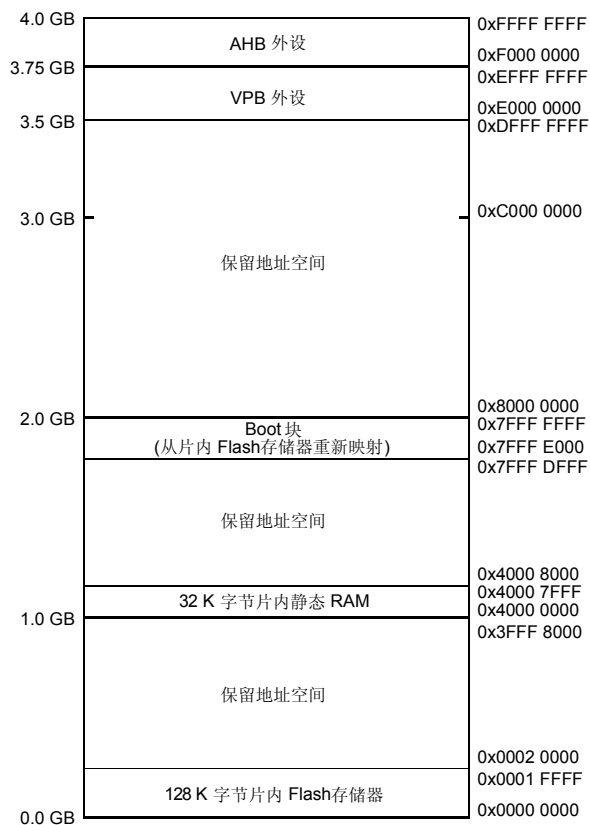 4.0 GB
0xFFFF FFFF
AHB 外设
0xF000 0000
3.75 GB
0xEFFF FFFF
VPB 外设
0xE000 0000
3.5 GB
0xDFFF FFFF
3.0 GB
0xC000 0000
保留地址空间
0x8000 0000
2.0 GB
0x7FFF FFFF
Boot 块
(从片内 Flash存储器重新映射)
0x7FFF E000
0x7FFF DFFF
保留地址空间
0x4000 8000
0x4000 7FFF
32 K 字节片内静态 RAM
0x4000 0000
1.0 GB
0x3FFF 8000
保留地址空间
0x0002 0000
0x0001 FFFF
128 K 字节片内 Flash存储器
0x0000 0000
0.0 GB